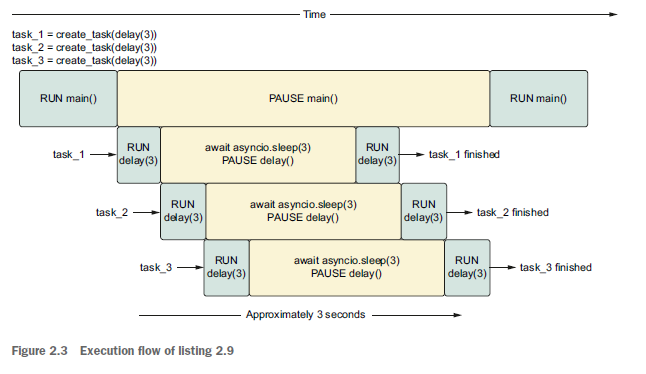 Time
task_1 = create_task(delay(3))
task_2 = create_task(delay(3))
task_3 = create_task(delay(3))
RUN main()
PAUSE main()
RUN main()
task_1
RUN
delay(3)
await asyncio.sleep(3)
PAUSE delay()
RUN
delay(3)
task_1 finished
task_2
RUN
delay(3)
await asyncio.sleep(3)
PAUSE delay()
RUN
delay(3)
task_2 finished
task_3
RUN
delay(3)
await asyncio.sleep(3)
PAUSE delay()
RUN
delay(3)
task_3 finished
Approximately 3 seconds
Figure 2.3 Execution flow of listing 2.9